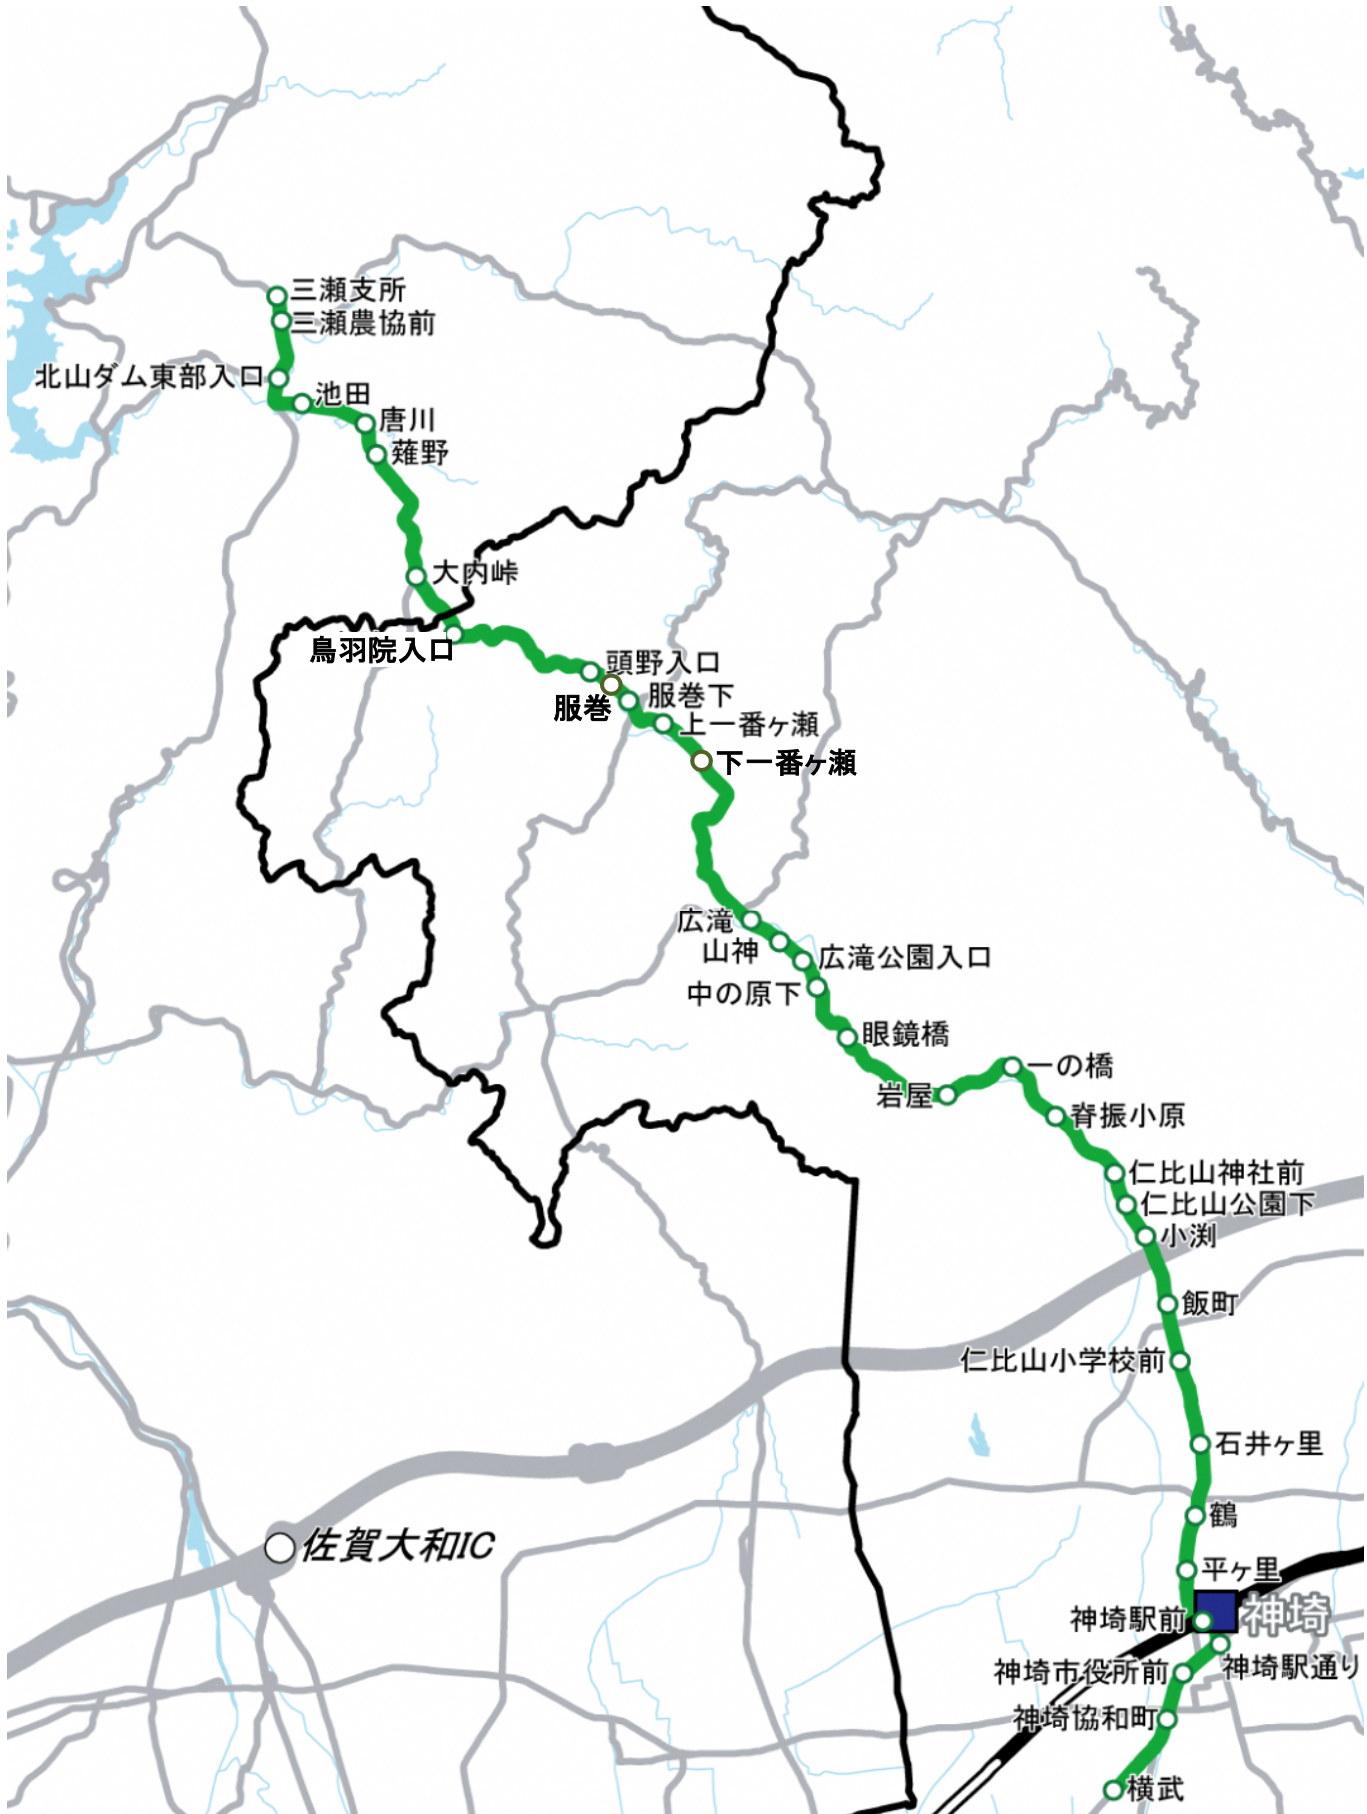 三瀬支所
三瀬農協前
北山ダム東部入口
池田
唐川
薙野
大内峠
鳥羽院入口
頭野入口
服巻
服巻下
上一番ヶ瀬
下一番ヶ瀬
広滝
山神
広滝公園入口
中の原下
眼鏡橋
一の橋
岩屋
脊振小原
仁比山神社前
仁比山公園下
小渕
飯町
仁比山小学校前
石井ヶ里
鶴
佐賀大和IC
平ヶ里
神埼駅前
神埼
神埼駅通り
神埼市役所前
神埼協和町
横武